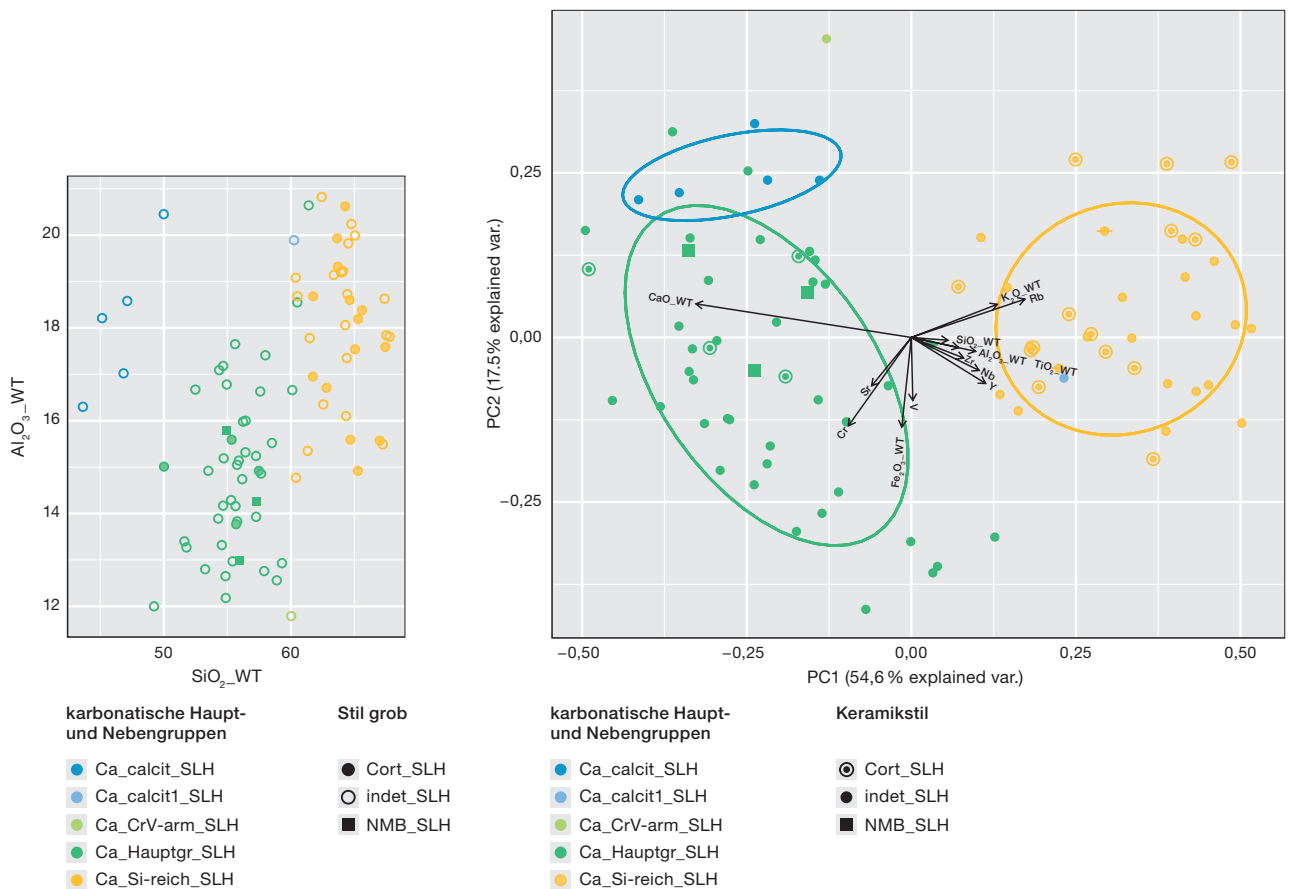 Al₂O₃_WT
20
18
16
14
12
50
60
SiO₂_WT
karbonatische Haupt-
und Nebengruppen
Ca_calcit_SLH
Ca_calcit1_SLH
Ca_CrV-arm_SLH
Ca_Hauptgr_SLH
Ca_Si-reich_SLH
Stil grob
Cort_SLH
indet_SLH
NMB_SLH
PC2 (17.5% explained var.)
0,25
0,00
−0,25
CaO_WT
K₂O_WT
Rb
SiO₂_WT
Al₂O₃_WT
TiO₂_WT
Zr
Nb
Y
Sr
V
Cr
Fe₂O₃_WT
−0,50
−0,25
0,00
0,25
0,50
PC1 (54,6 % explained var.)
karbonatische Haupt-
und Nebengruppen
Ca_calcit_SLH
Ca_calcit1_SLH
Ca_CrV-arm_SLH
Ca_Hauptgr_SLH
Ca_Si-reich_SLH
Keramikstil
Cort_SLH
indet_SLH
NMB_SLH